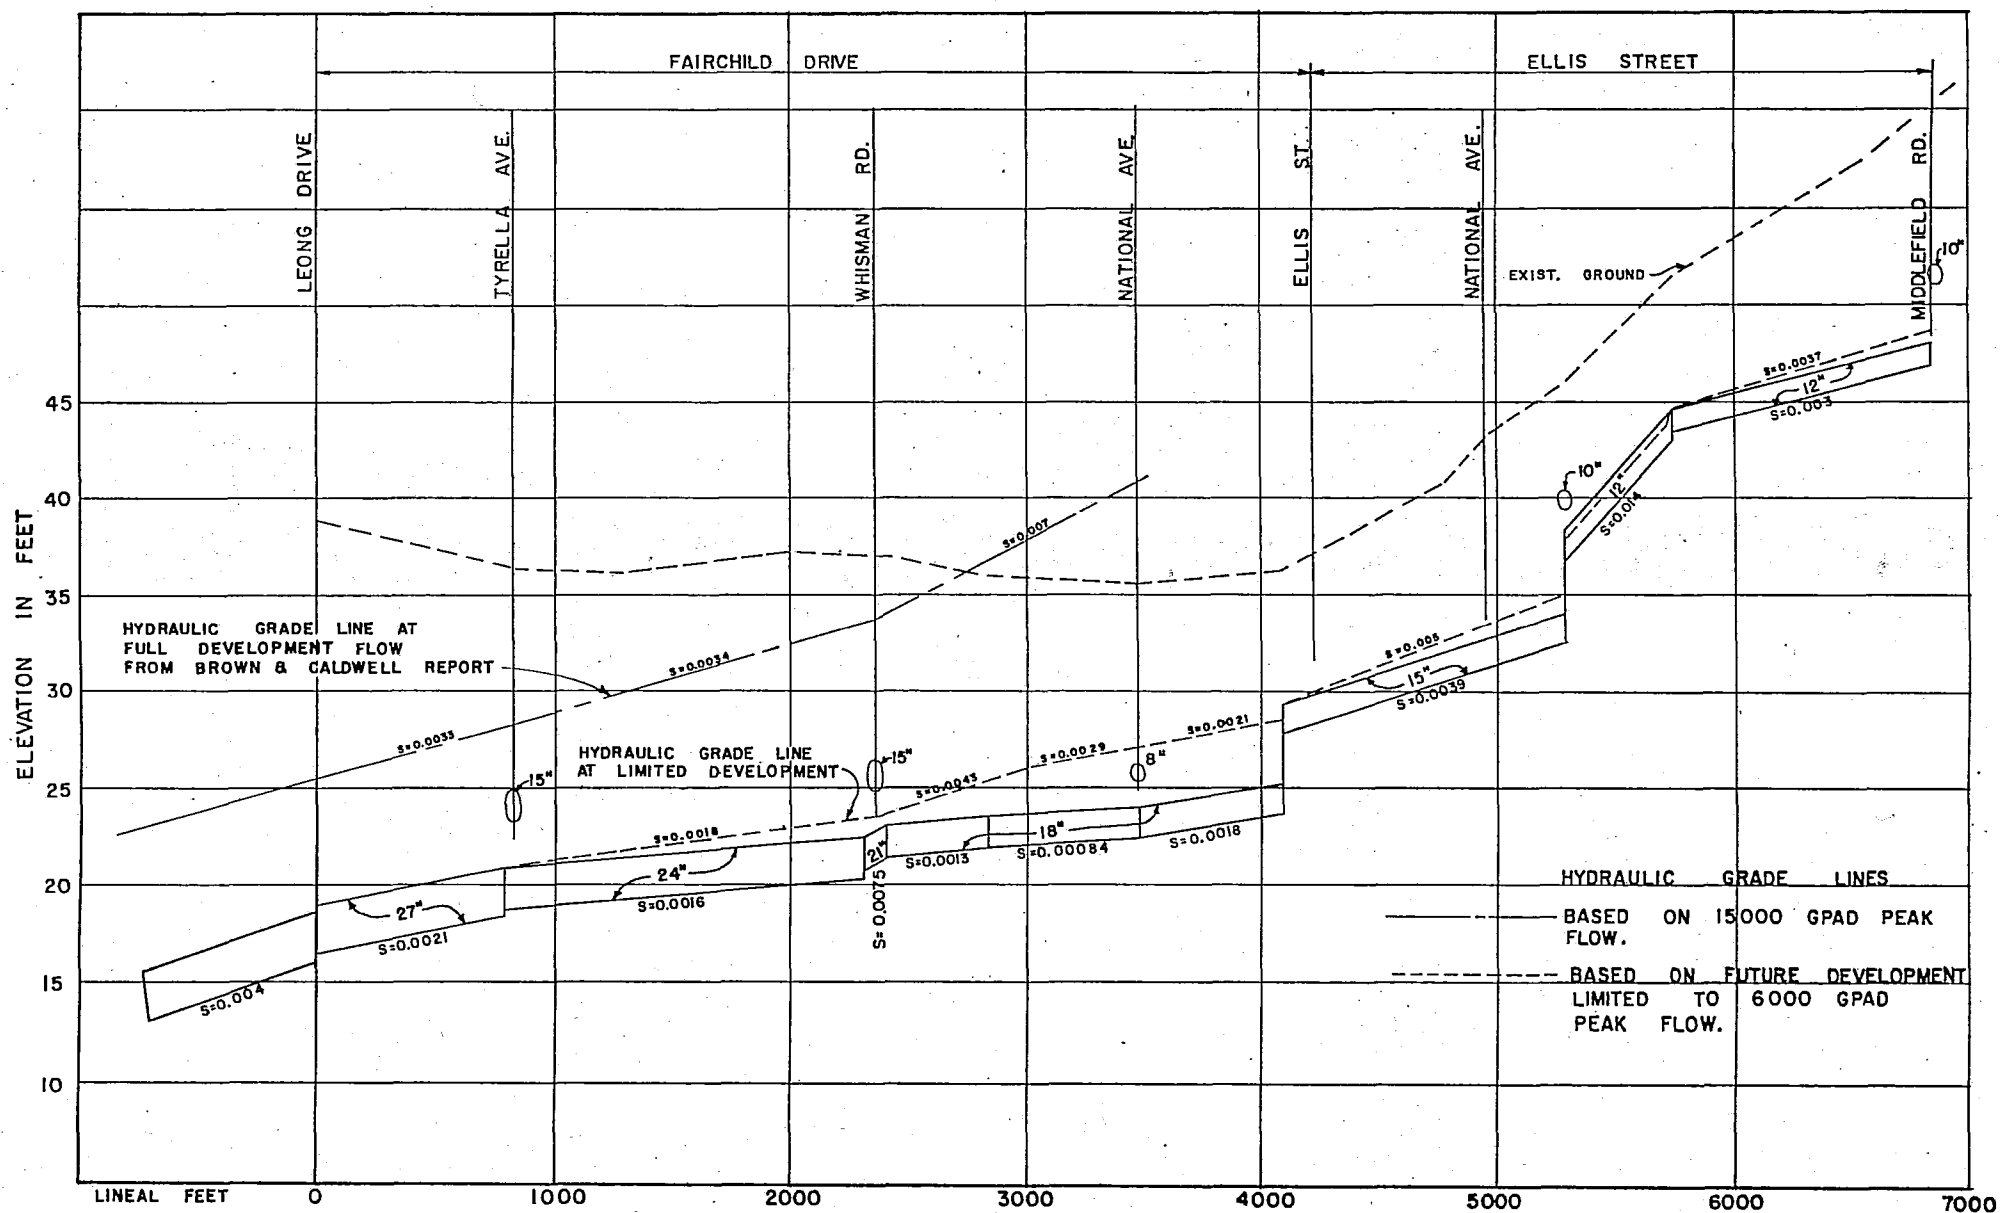 FAIRCHILD DRIVE
ELLIS STREET
LEONG DRIVE
TYRELLA AVE.
WHISMAN RD.
NATIONAL AVE.
ELLIS ST.
NATIONAL AVE.
MIDDLEFIELD RD.
10"
EXIST. GROUND
S=0.0037
12"
S=0.003
45
40
35
30
25
20
15
10
ELEVATION IN FEET
10"
12"
S=0.014
S=0.007
HYDRAULIC GRADE LINE AT
FULL DEVELOPMENT FLOW
FROM BROWN & CALDWELL REPORT
S=0.0034
S=0.0033
S=0.005
15"
S=0.0039
HYDRAULIC GRADE LINE
AT LIMITED DEVELOPMENT
15"
15"
8"
S=0.0043
S=0.0029
S=0.0021
S=0.0018
24"
S=0.0016
27"
S=0.0021
S=0.004
21"
S=0.0075
18"
S=0.0013
S=0.00084
S=0.0018
HYDRAULIC GRADE LINES
BASED ON 15000 GPAD PEAK
FLOW.
BASED ON FUTURE DEVELOPMENT
LIMITED TO 6000 GPAD
PEAK FLOW.
LINEAL FEET 0 1000 2000 3000 4000 5000 6000 7000